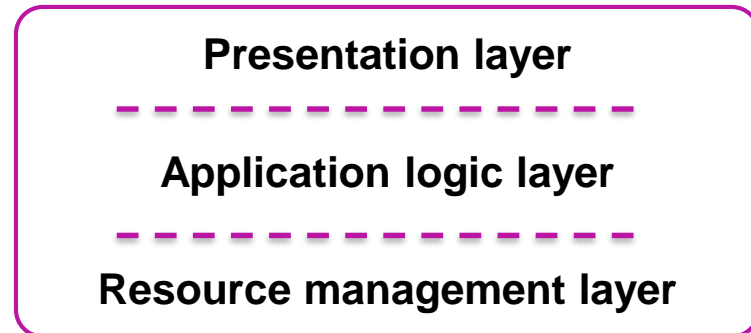 Presentation layer
Application logic layer
Resource management layer